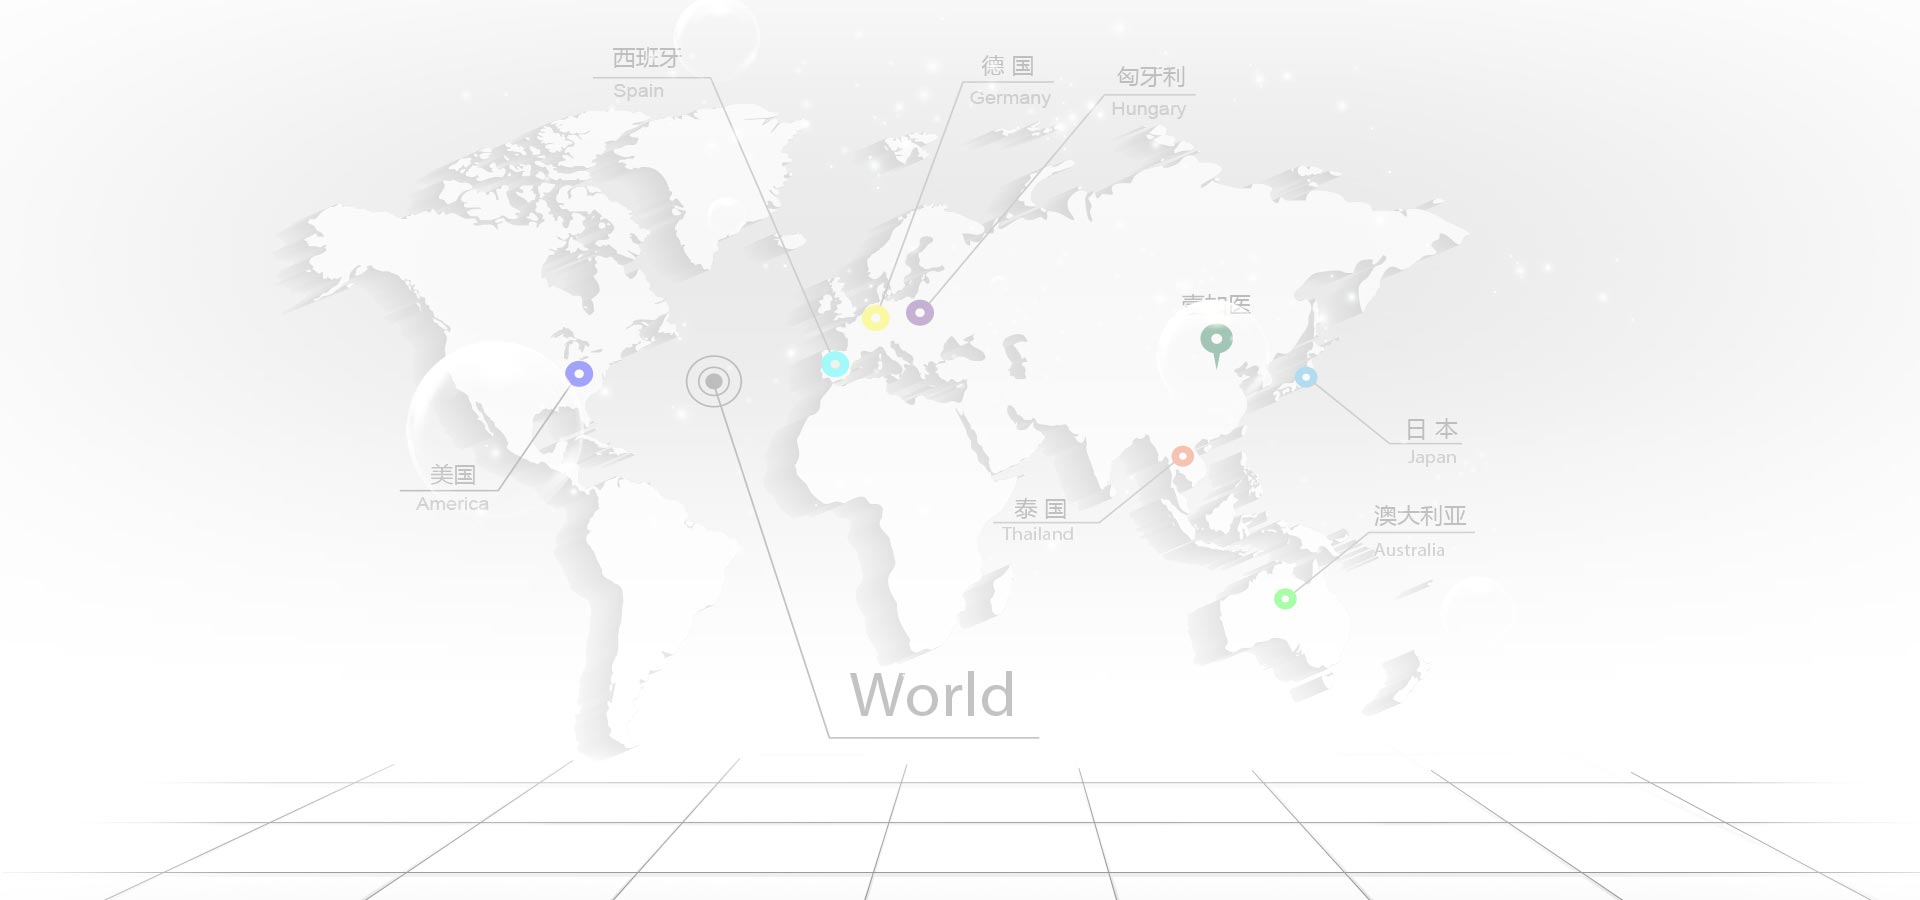 西班牙
Spain
德 国
Germany
匈牙利
Hungary
美国
America
日 本
Japan
泰 国
Thailand
澳大利亚
Australia
World